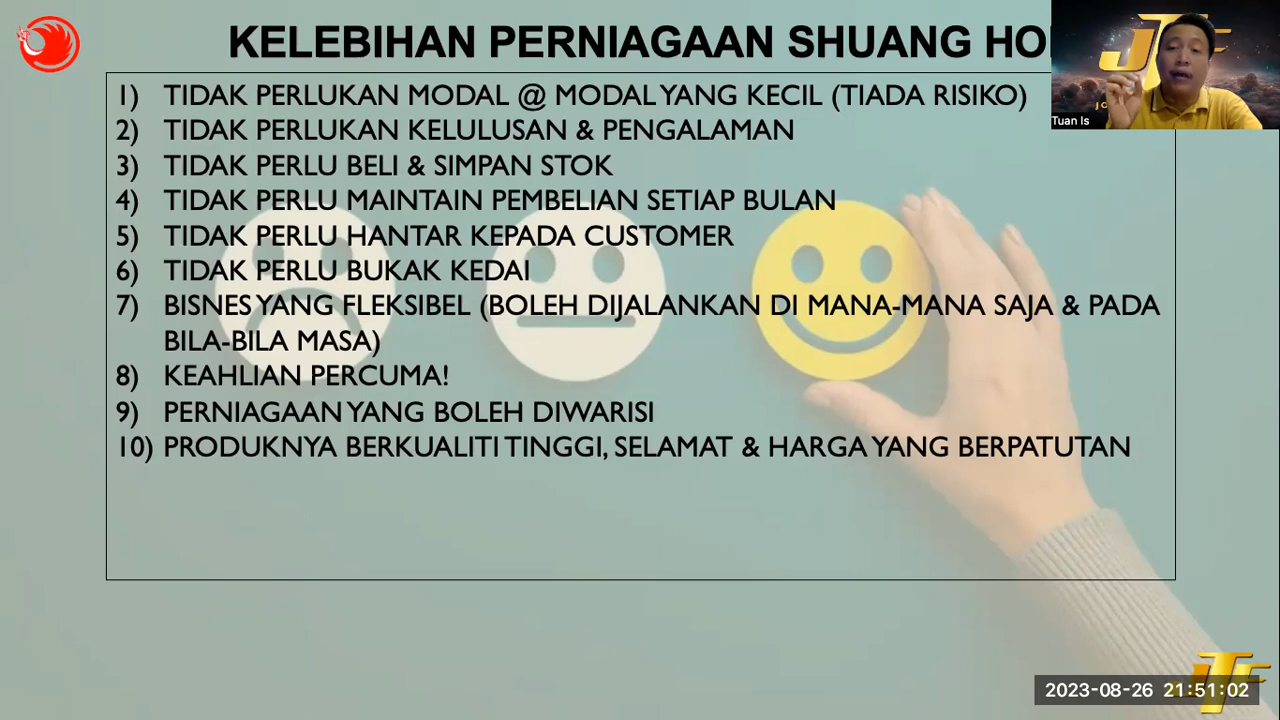 KELEBIHAN PERNIAGAAN SHUANG
1) TIDAK PERLUKAN MODAL @ MODAL YANG KECIL (TIADA RISIKO)
2) TIDAK PERLUKAN KELULUSAN & PENGALAMAN
3) TIDAK PERLU BELI & SIMPAN STOK
4) TIDAK PERLU MAINTAIN PEMBELIAN SETIAP BULAN
5) TIDAK PERLU HANTAR KEPADA CUSTOMER
6) TIDAK PERLU BUKAK KEDAI
7) BISNES YANG FLEKSIBEL (BOLEH DIJALANKAN DI MANA-MANA SAJA & PADA
BILA-BILA MASA)
8) KEAHLIAN PERCUMA!
9) PERNIAGAAN YANG BOLEH DIWARISI
10) PRODUKNYA BERKUALITI TINGGI, SELAMAT & HARGA YANG BERPATUTAN
Tuan Is
2023-08-26 21:51:02